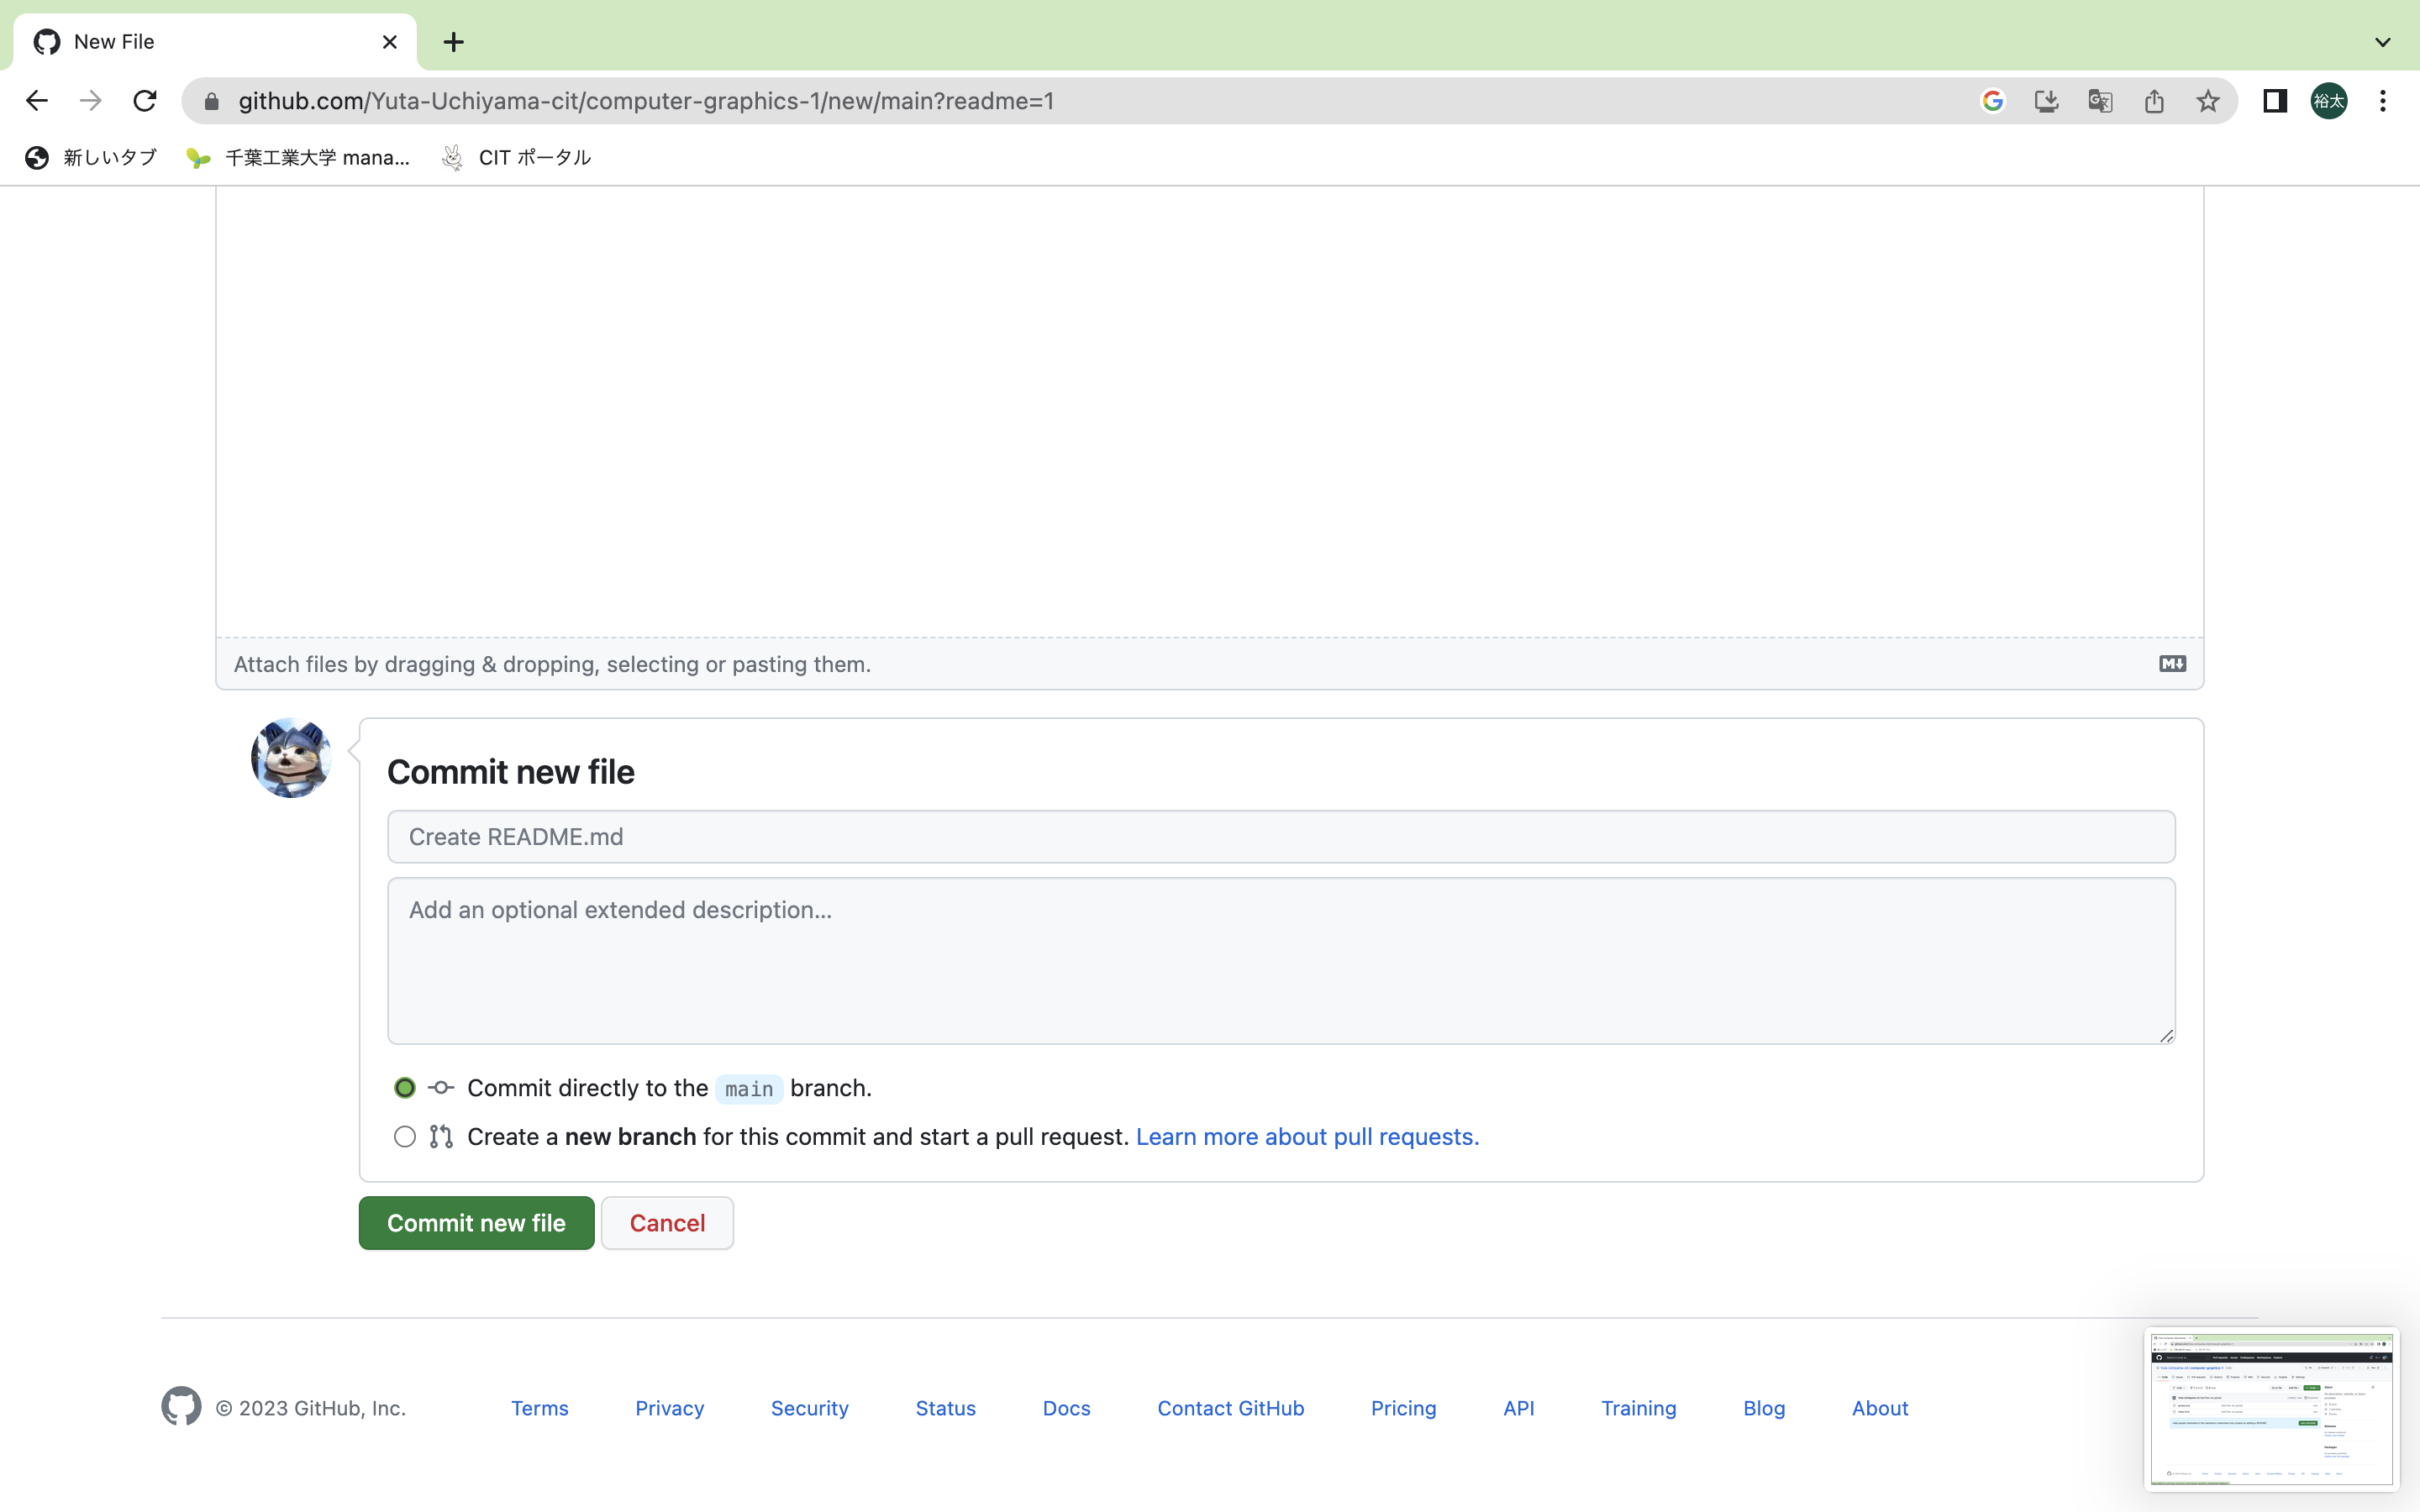 New File
github.com/Yuta-Uchiyama-cit/computer-graphics-1/new/main?readme=1
裕太
新しいタブ 千葉工業大学 mana... CIT ポータル
Attach files by dragging & dropping, selecting or pasting them.
Commit new file
Create README.md
Add an optional extended description...
Commit directly to the main branch.
Create a new branch for this commit and start a pull request. Learn more about pull requests.
Commit new file Cancel
© 2023 GitHub, Inc. Terms Privacy Security Status Docs Contact GitHub Pricing API Training Blog About